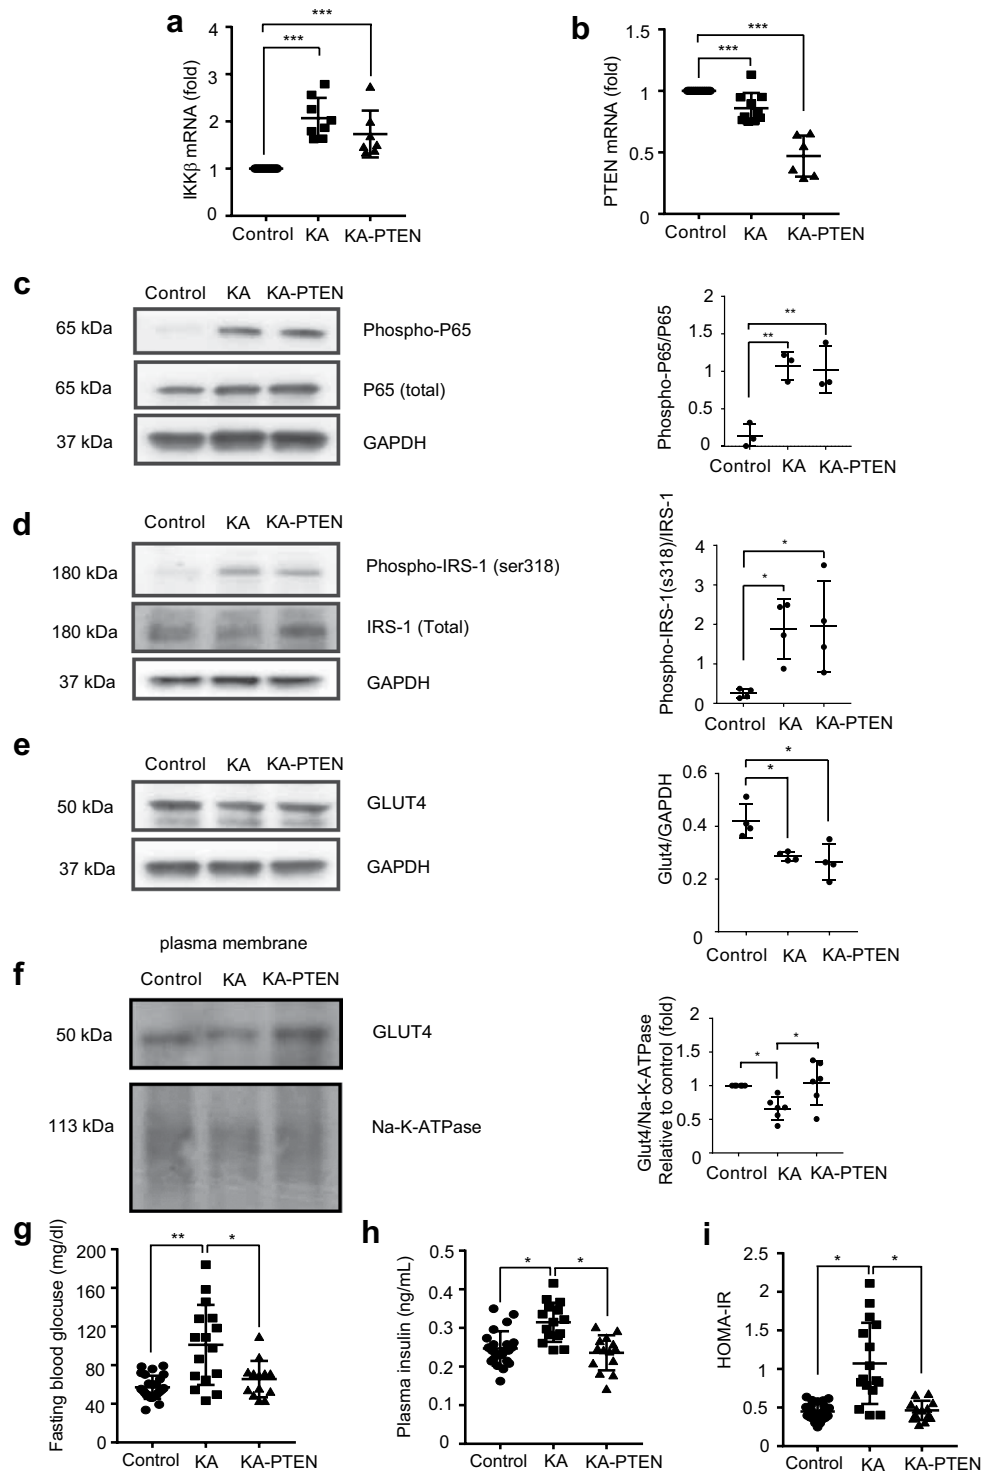 a
IKKβ mRNA (fold)
4
3
2
1
0
***
***
Control KA KA-PTEN
b
PTEN mRNA (fold)
1.5
1
0.5
0
***
***
Control KA KA-PTEN
c
Control KA KA-PTEN
65 kDa Phospho-P65
65 kDa P65 (total)
37 kDa GAPDH
Phospho-P65/P65
2
1.5
1
0.5
0
**
**
Control KA KA-PTEN
d
Control KA KA-PTEN
180 kDa Phospho-IRS-1 (ser318)
180 kDa IRS-1 (Total)
37 kDa GAPDH
Phospho-IRS-1(s318)/IRS-1
4
3
2
1
0
*
*
Control KA KA-PTEN
e
Control KA KA-PTEN
50 kDa GLUT4
37 kDa GAPDH
Glut4/GAPDH
0.6
0.4
0.2
0
*
*
Control KA KA-PTEN
f
plasma membrane
Control KA KA-PTEN
50 kDa GLUT4
113 kDa Na-K-ATPase
Glut4/Na-K-ATPase
Relative to control (fold)
2
1.5
1
0.5
0
*
*
Control KA KA-PTEN
g
Fasting blood glocuse (mg/dl)
200
160
120
80
40
0
** *
Control KA KA-PTEN
h
Plasma insulin (ng/mL)
0.5
0.4
0.3
0.2
0.1
0
* *
Control KA KA-PTEN
i
HOMA-IR
2.5
2
1.5
1
0.5
0
* *
Control KA KA-PTEN